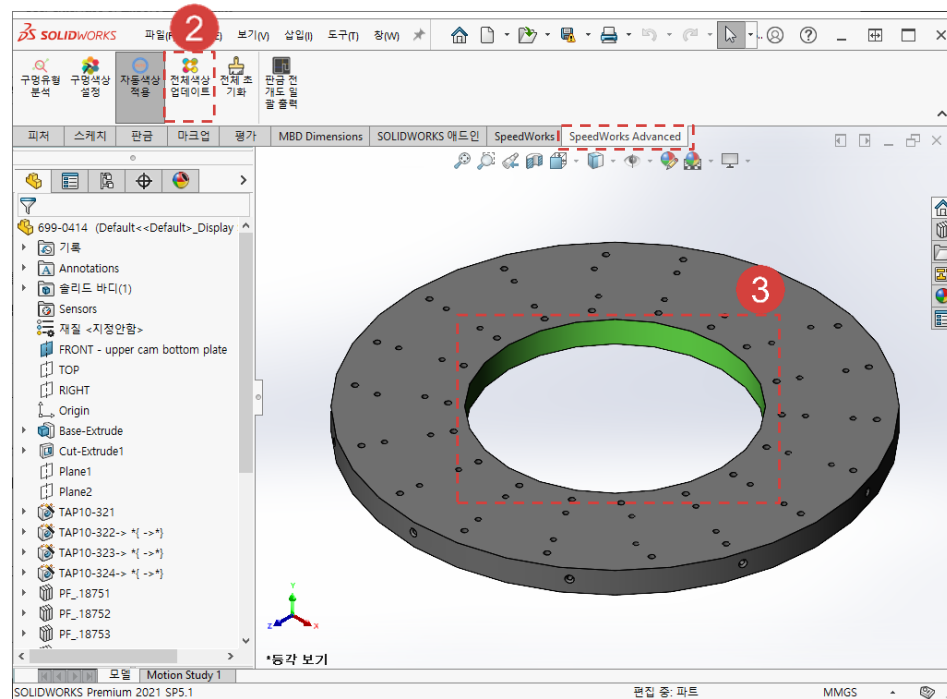 SOLIDWORKS
보기(V) 삽입(I) 도구(T) 창(W)
2
구멍유형 분석
구멍색상 설정
자동색상 적용
전체색상 업데이트
전체 초기화
판금 전개도 일괄 출력
피처 스케치 판금 마크업 평가 MBD Dimensions SOLIDWORKS 애드인 SpeedWorks SpeedWorks Advanced
699-0414 (Default<<Default>_Display
기록
Annotations
솔리드 바디(1)
Sensors
재질 <지정안함>
FRONT - upper cam bottom plate
TOP
RIGHT
Origin
Base-Extrude
Cut-Extrude1
Plane1
Plane2
TAP10-321
TAP10-322-> *{ ->*}
TAP10-323-> *{ ->*}
TAP10-324-> *{ ->*}
PF_.18751
PF_.18752
PF_.18753
3
Y
Z
X
*등각 보기
모델 Motion Study 1
SOLIDWORKS Premium 2021 SP5.1 편집 중: 파트 MMGS